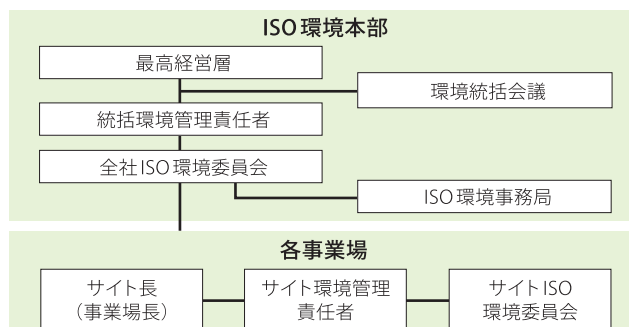 ISO環境本部
最高経営層
環境統括会議
統括環境管理責任者
全社ISO環境委員会
ISO環境事務局
各事業場
サイト長
（事業場長）
サイト環境管理
責任者
サイトISO
環境委員会